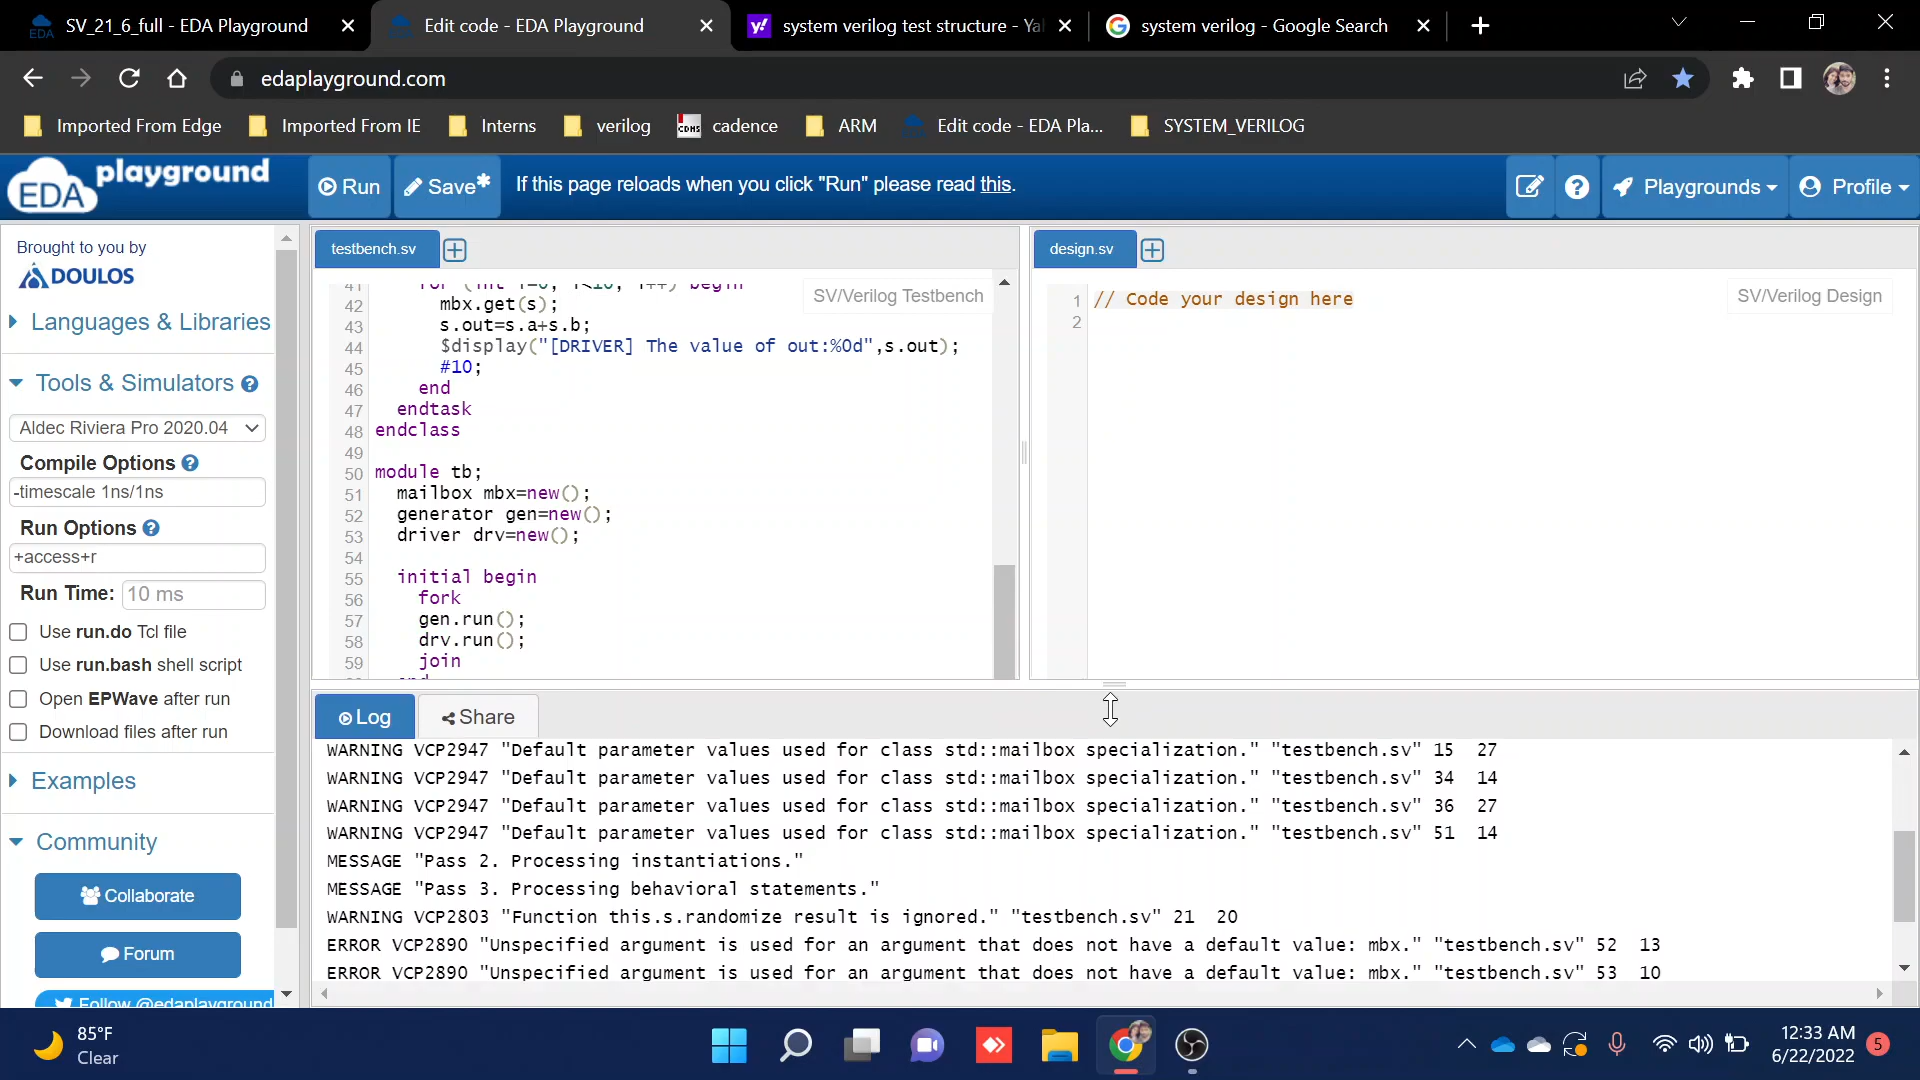 SV_21_6_full - EDA Playground
Edit code - EDA Playground
system verilog test structure - Ya
system verilog - Google Search
edaplayground.com
Imported From Edge
Imported From IE
Interns
verilog
cadence
ARM
Edit code - EDA Pla...
SYSTEM_VERILOG
EDA playground
Run
Save*
If this page reloads when you click "Run" please read this.
Playgrounds
Profile
Brought to you by
DOULOS
Languages & Libraries
Tools & Simulators
Aldec Riviera Pro 2020.04
Compile Options
-timescale 1ns/1ns
Run Options
+access+r
Run Time: 10 ms
Use run.do Tcl file
Use run.bash shell script
Open EPWave after run
Download files after run
Examples
Community
Collaborate
Forum
Follow @edaplayground
testbench.sv
SV/Verilog Testbench
41 for (int i=0; i<10; i++) begin
42 mbx.get(s);
43 s.out=s.a+s.b;
44 $display("[DRIVER] The value of out:%0d",s.out);
45 #10;
46 end
47 endtask
48 endclass
49
50 module tb;
51 mailbox mbx=new();
52 generator gen=new();
53 driver drv=new();
54
55 initial begin
56 fork
57 gen.run();
58 drv.run();
59 join
end
design.sv
SV/Verilog Design
1 // Code your design here
2
Log
Share
WARNING VCP2947 "Default parameter values used for class std::mailbox specialization." "testbench.sv" 15 27
WARNING VCP2947 "Default parameter values used for class std::mailbox specialization." "testbench.sv" 34 14
WARNING VCP2947 "Default parameter values used for class std::mailbox specialization." "testbench.sv" 36 27
WARNING VCP2947 "Default parameter values used for class std::mailbox specialization." "testbench.sv" 51 14
MESSAGE "Pass 2. Processing instantiations."
MESSAGE "Pass 3. Processing behavioral statements."
WARNING VCP2803 "Function this.s.randomize result is ignored." "testbench.sv" 21 20
ERROR VCP2890 "Unspecified argument is used for an argument that does not have a default value: mbx." "testbench.sv" 52 13
ERROR VCP2890 "Unspecified argument is used for an argument that does not have a default value: mbx." "testbench.sv" 53 10
85°F
Clear
12:33 AM
6/22/2022
5